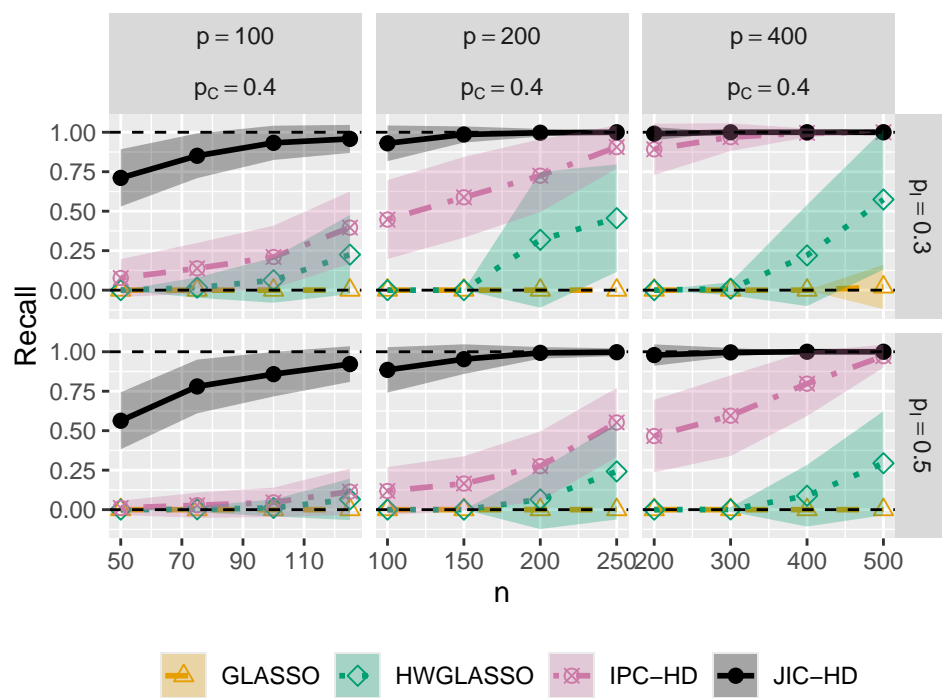 p = 100 p = 200 p = 400
p_C = 0.4 p_C = 0.4 p_C = 0.4
Recall
1.00
0.75
0.50
0.25
0.00
p_I = 0.3
1.00
0.75
0.50
0.25
0.00
p_I = 0.5
50 70 90 110 100 150 200 250 200 300 400 500
n
GLASSO HWGLASSO IPC−HD JIC−HD